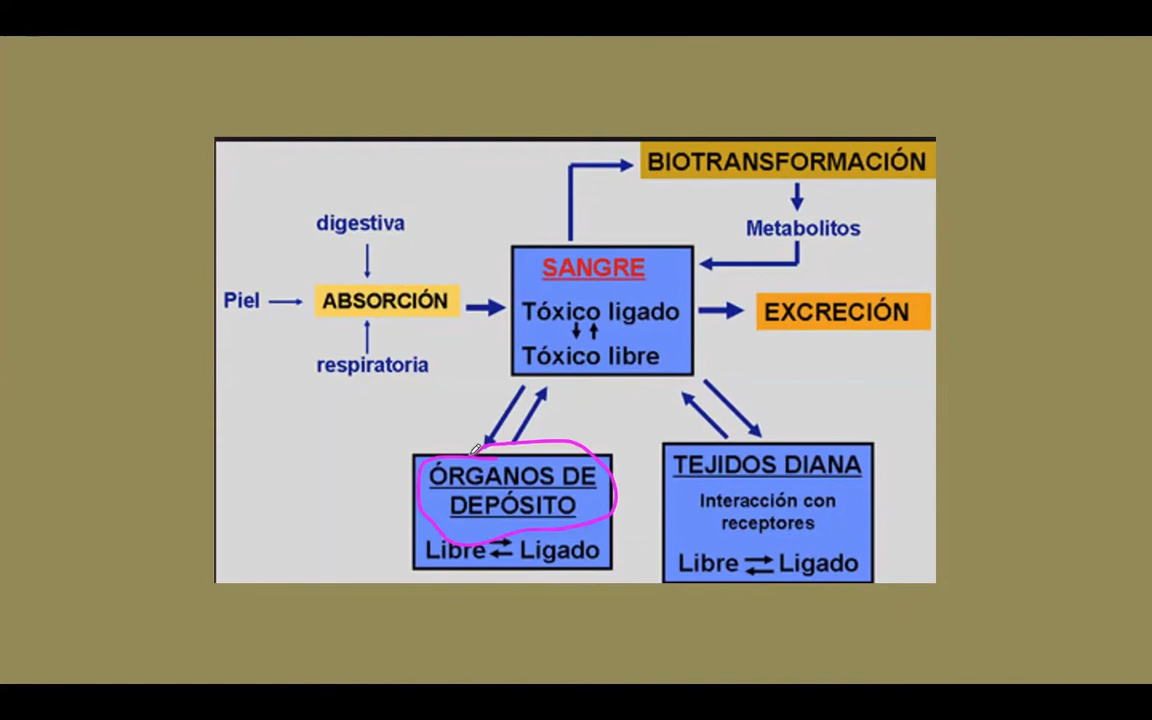 BIOTRANSFORMACIÓN
Metabolitos
digestiva
Piel
ABSORCIÓN
respiratoria
SANGRE
Tóxico ligado
Tóxico libre
EXCRECIÓN
ÓRGANOS DE
DEPÓSITO
Libre Ligado
TEJIDOS DIANA
Interacción con
receptores
Libre Ligado